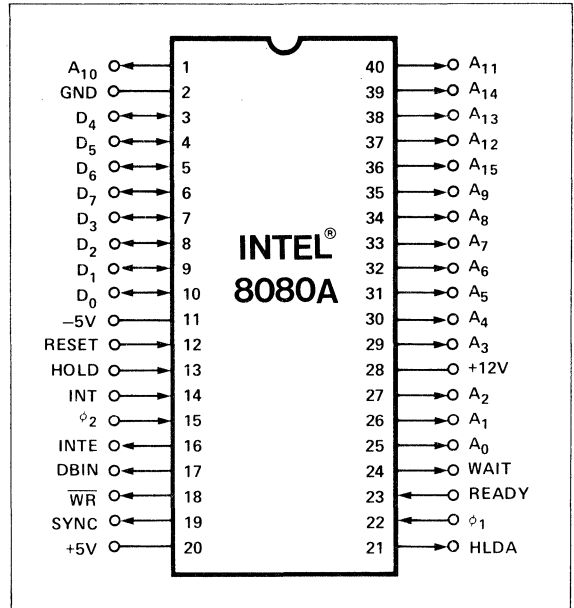 A10 1 40 A11
GND 2 39 A14
D4 3 38 A13
D5 4 37 A12
D6 5 36 A15
D7 6 35 A9
D3 7 34 A8
D2 8 33 A7
D1 9 32 A6
D0 10 31 A5
INTEL®
8080A
–5V 11 30 A4
RESET 12 29 A3
HOLD 13 28 +12V
INT 14 27 A2
ϕ2 15 26 A1
INTE 16 25 A0
DBIN 17 24 WAIT
W̅R̅ 18 23 READY
SYNC 19 22 ϕ1
+5V 20 21 HLDA